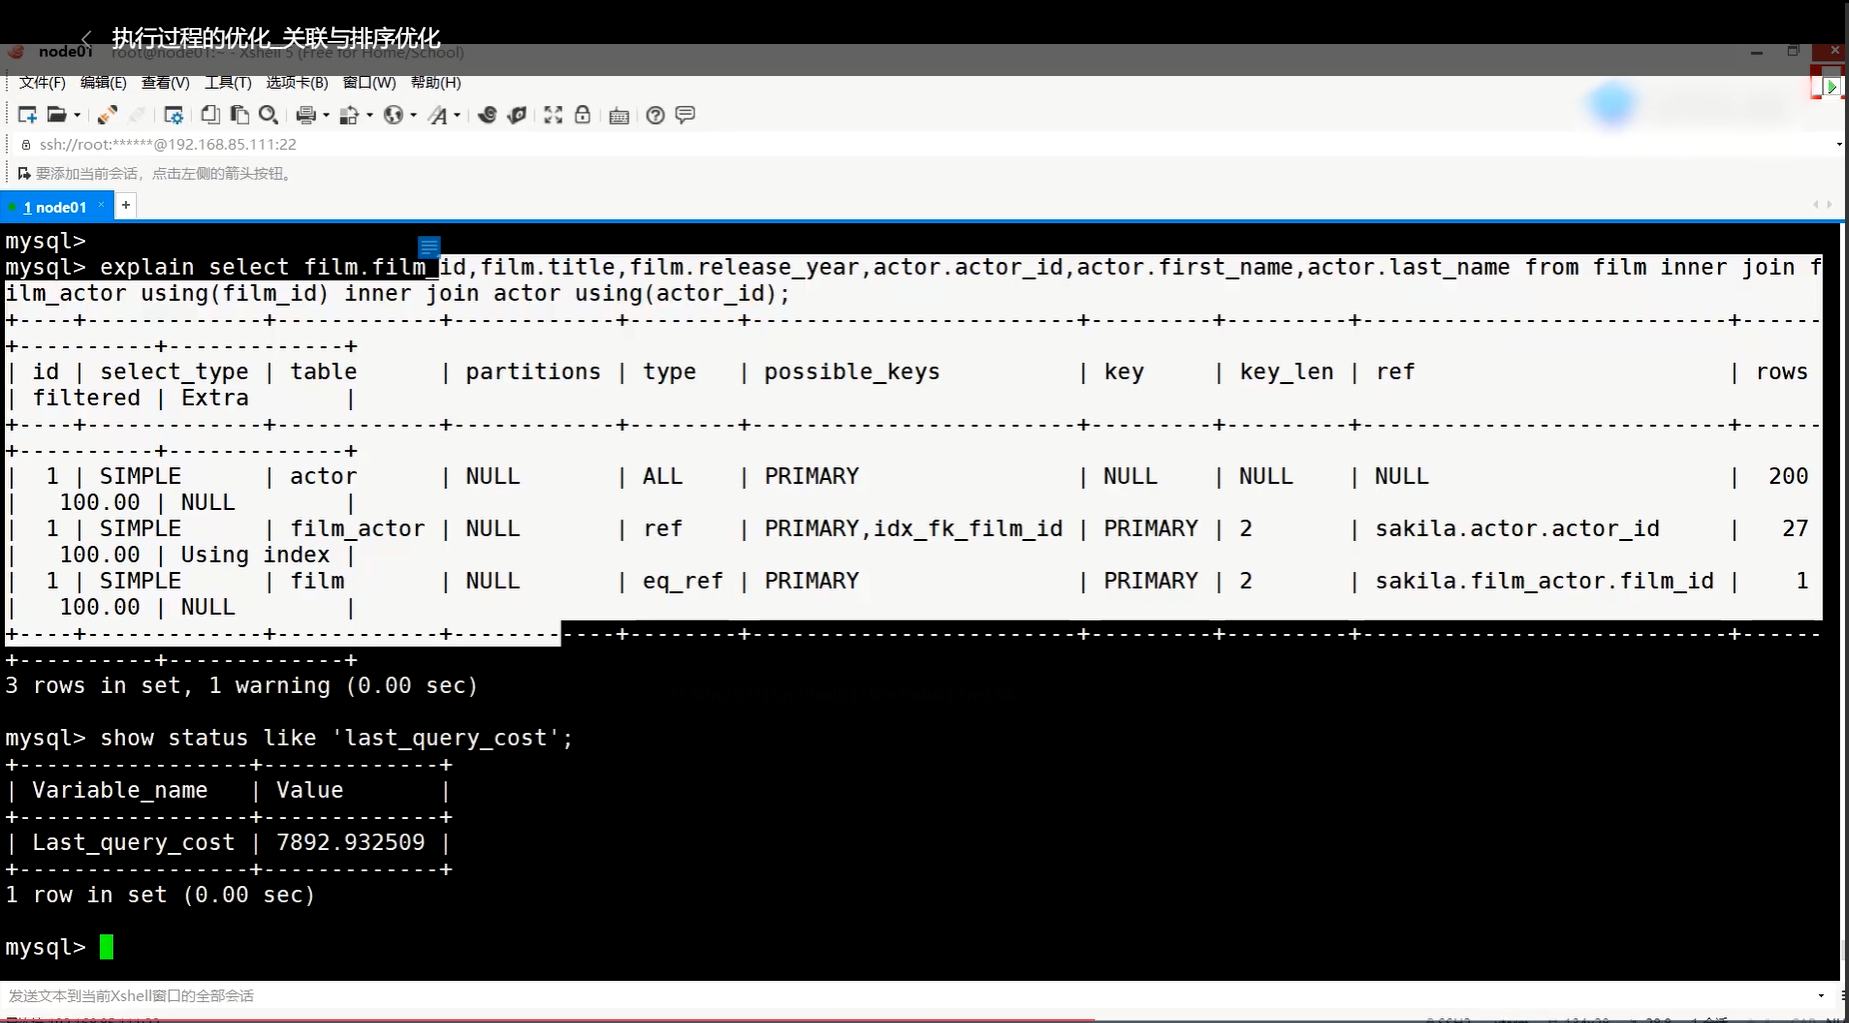 执行过程的优化_关联与排序优化
node01 root@node01:~ - Xshell 5 (Free for Home/School)
文件(F) 编辑(E) 查看(V) 工具(T) 选项卡(B) 窗口(W) 帮助(H)
ssh://root:******@192.168.85.111:22
要添加当前会话，点击左侧的箭头按钮。
1 node01 × +
mysql>
mysql> explain select film.film_id,film.title,film.release_year,actor.actor_id,actor.first_name,actor.last_name from film inner join f
ilm_actor using(film_id) inner join actor using(actor_id);
+----+-------------+------------+------------+--------+------------------------+---------+---------+---------------------------+------
+----------+-------------+
| id | select_type | table      | partitions | type   | possible_keys          | key     | key_len | ref                       | rows
| filtered | Extra       |
+----+-------------+------------+------------+--------+------------------------+---------+---------+---------------------------+------
+----------+-------------+
|  1 | SIMPLE      | actor      | NULL       | ALL    | PRIMARY                | NULL    | NULL    | NULL                      |  200
|   100.00 | NULL        |
|  1 | SIMPLE      | film_actor | NULL       | ref    | PRIMARY,idx_fk_film_id | PRIMARY | 2       | sakila.actor.actor_id     |   27
|   100.00 | Using index |
|  1 | SIMPLE      | film       | NULL       | eq_ref | PRIMARY                | PRIMARY | 2       | sakila.film_actor.film_id |    1
|   100.00 | NULL        |
+----+-------------+------------+------------+--------+------------------------+---------+---------+---------------------------+------
+----------+-------------+
3 rows in set, 1 warning (0.00 sec)
mysql> show status like 'last_query_cost';
+-----------------+-------------+
| Variable_name   | Value       |
+-----------------+-------------+
| Last_query_cost | 7892.932509 |
+-----------------+-------------+
1 row in set (0.00 sec)
mysql>
发送文本到当前Xshell窗口的全部会话